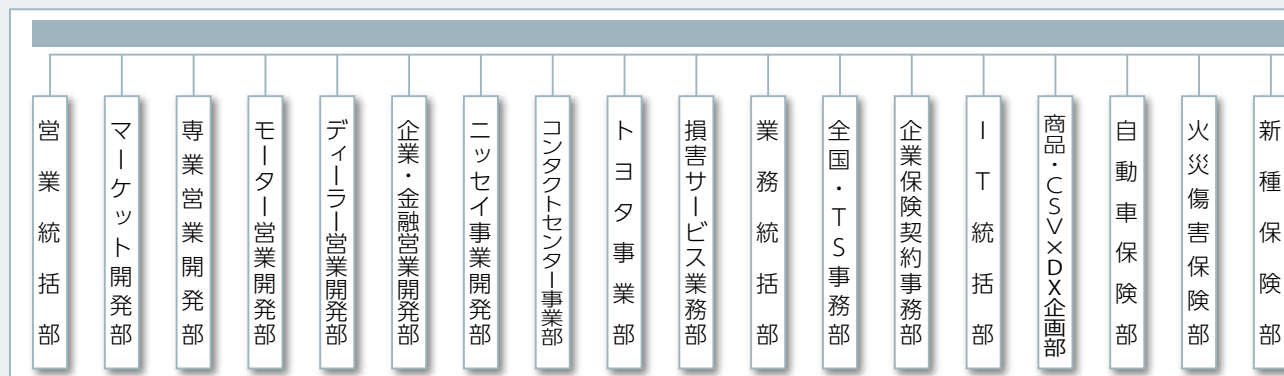 営業統括部
マーケット開発部
専業営業開発部
モーター営業開発部
ディーラー営業開発部
企業・金融営業開発部
ニッセイ事業開発部
コンタクトセンター事業部
トヨタ事業部
損害サービス業務部
業務統括部
全国・TS事務部
企業保険契約事務部
IT統括部
商品・CSV×DX企画部
自動車保険部
火災傷害保険部
新種保険部